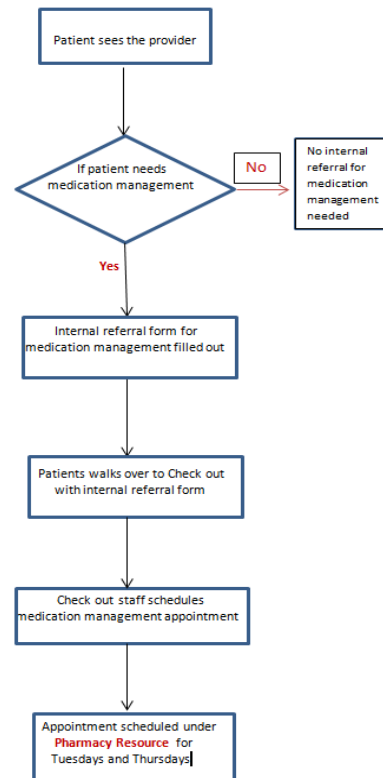 Patient sees the provider
If patient needs
medication management
No
No internal
referral for
medication
management
needed
Yes
Internal referral form for
medication management filled out
Patients walks over to Check out
with internal referral form
Check out staff schedules
medication management appointment
Appointment scheduled under
Pharmacy Resource for
Tuesdays and Thursdays